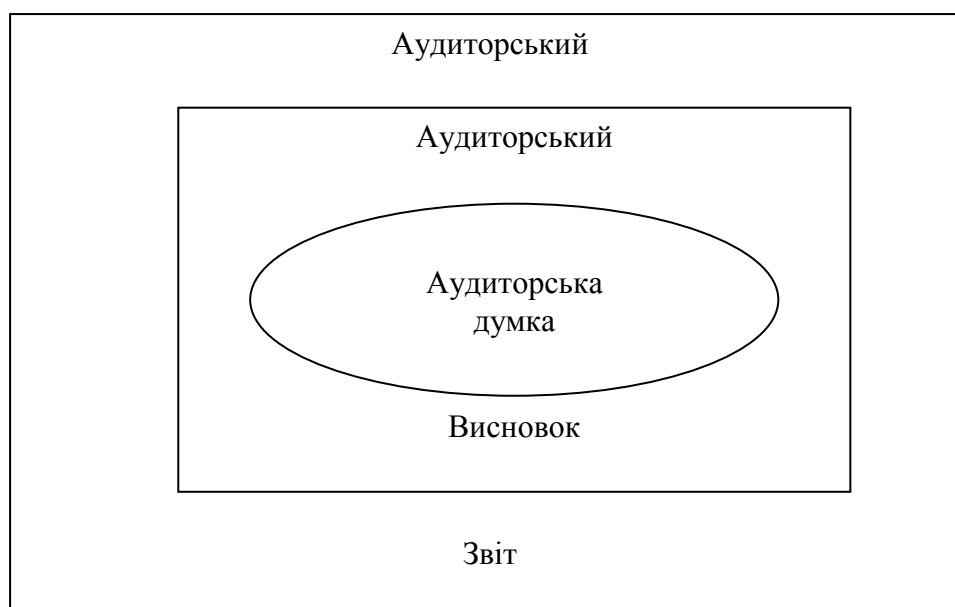 Аудиторський
Аудиторський
Аудиторська
думка
Висновок
Звіт